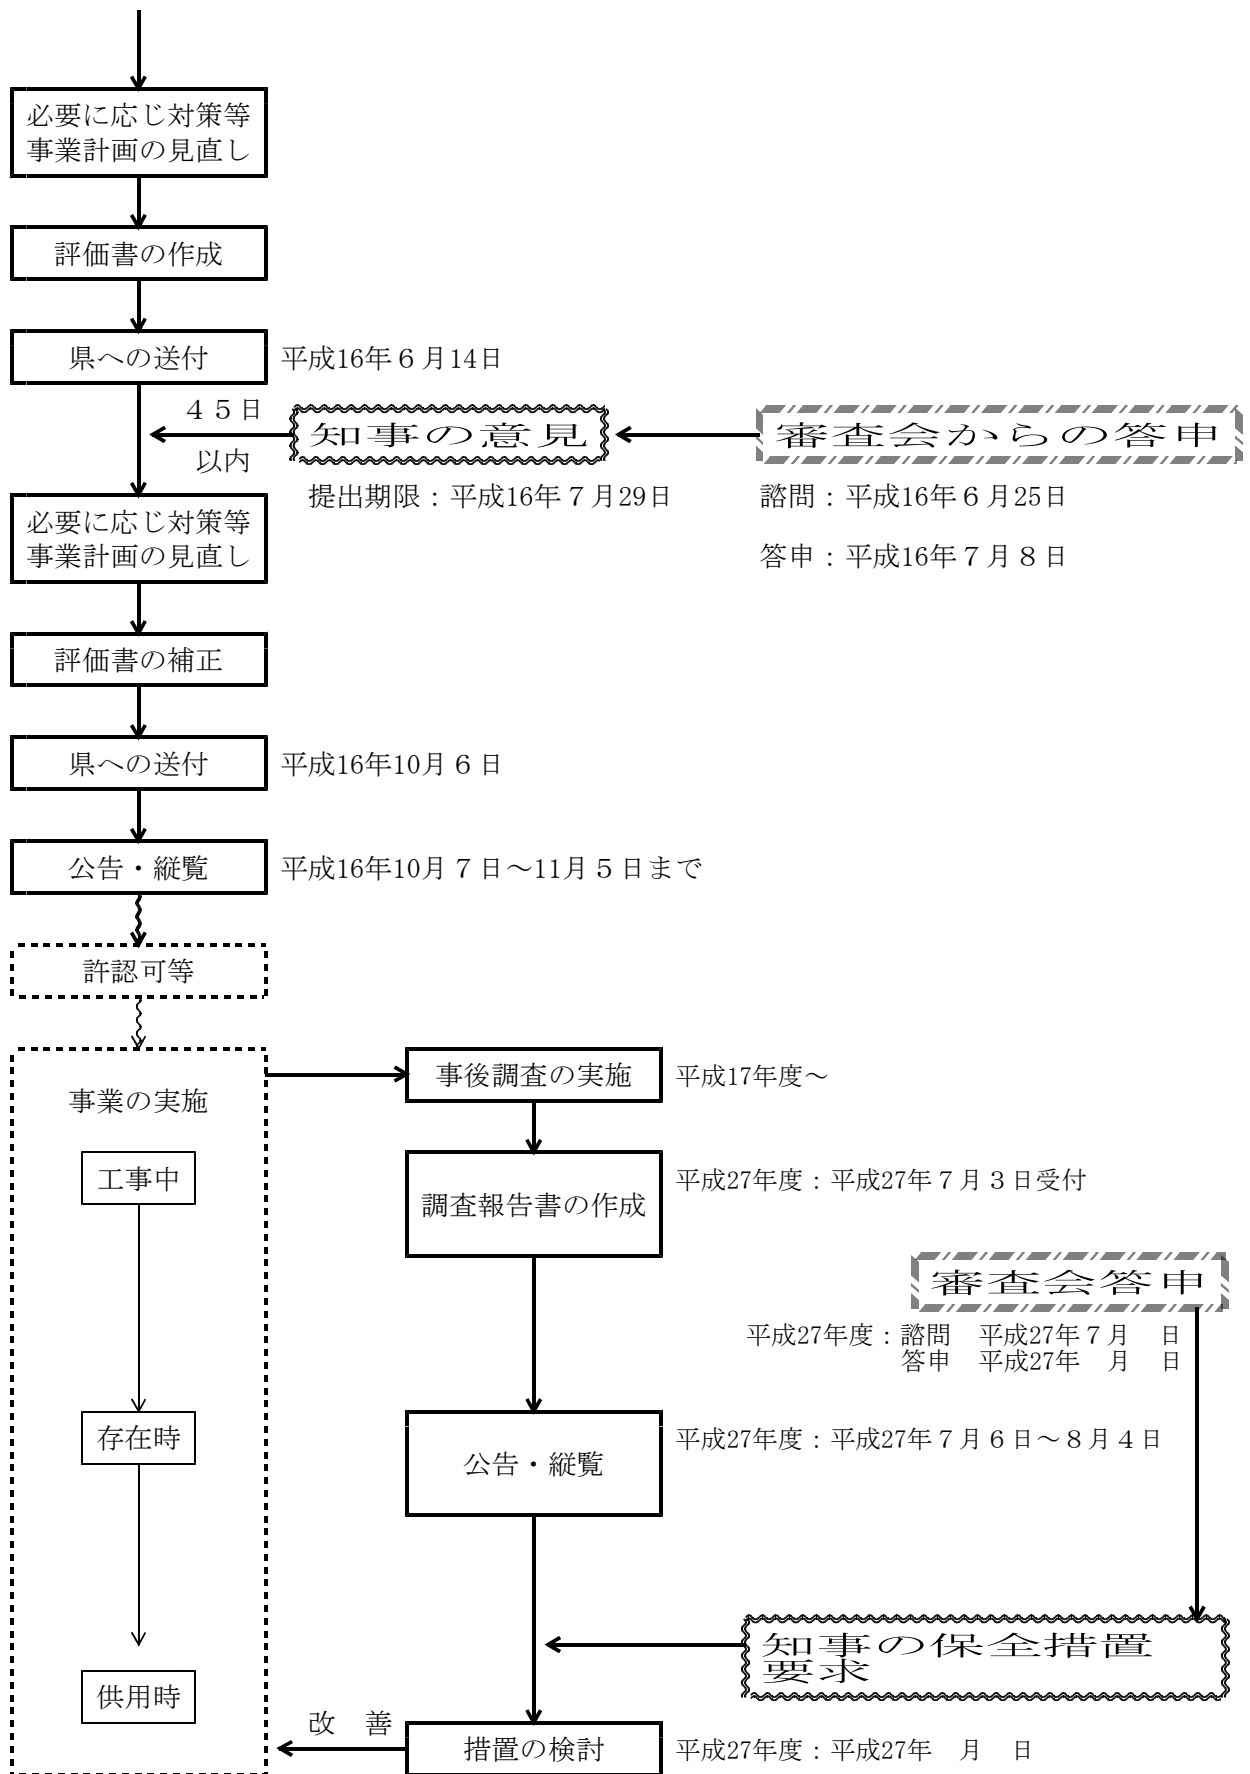 必要に応じ対策等
事業計画の見直し
評価書の作成
県への送付
平成16年６月14日
４５日
以内
知事の意見
審査会からの答申
提出期限：平成16年７月29日
諮問：平成16年６月25日
答申：平成16年７月８日
必要に応じ対策等
事業計画の見直し
評価書の補正
県への送付
平成16年10月６日
公告・縦覧
平成16年10月７日～11月５日まで
許認可等
事業の実施
工事中
存在時
供用時
事後調査の実施
平成17年度～
調査報告書の作成
平成27年度：平成27年７月３日受付
審査会答申
平成27年度：諮問　平成27年７月　日
答申　平成27年　月　日
公告・縦覧
平成27年度：平成27年７月６日～８月４日
知事の保全措置
要求
改　善
措置の検討
平成27年度：平成27年　月　日